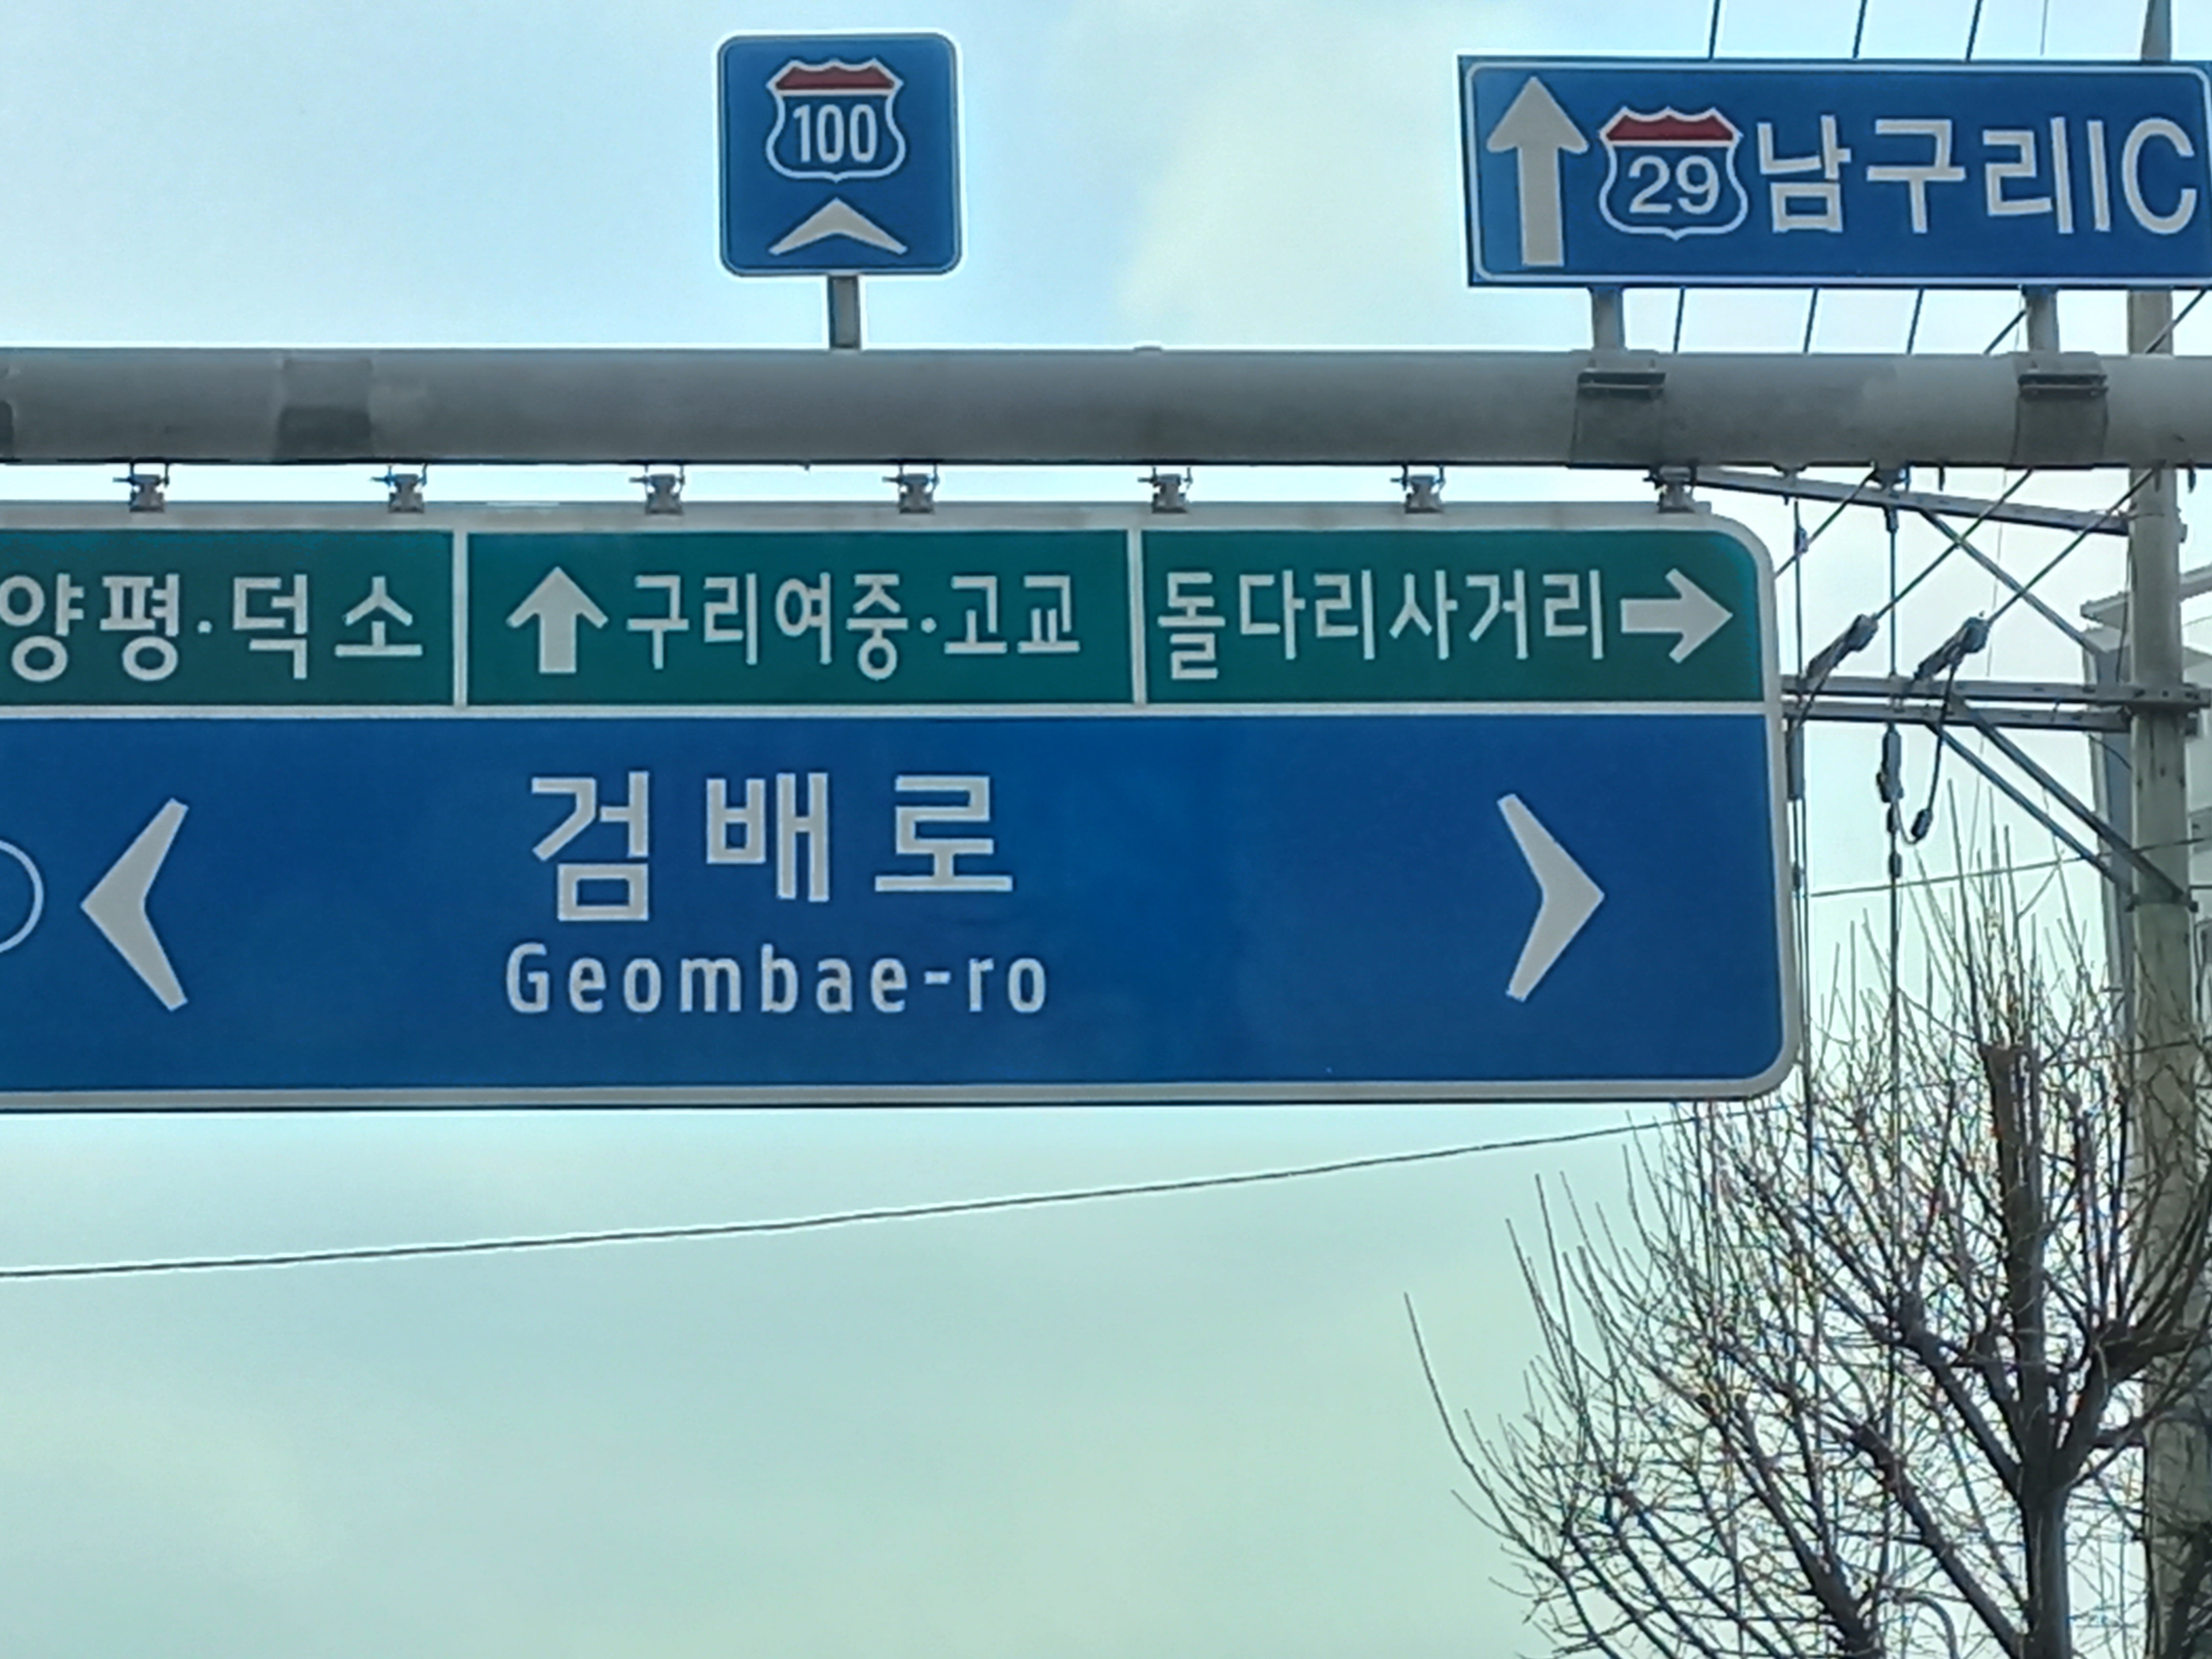 100
29 남구리IC
양평·덕소
구리여중·고교
돌다리사거리
검배로
Geombae-ro